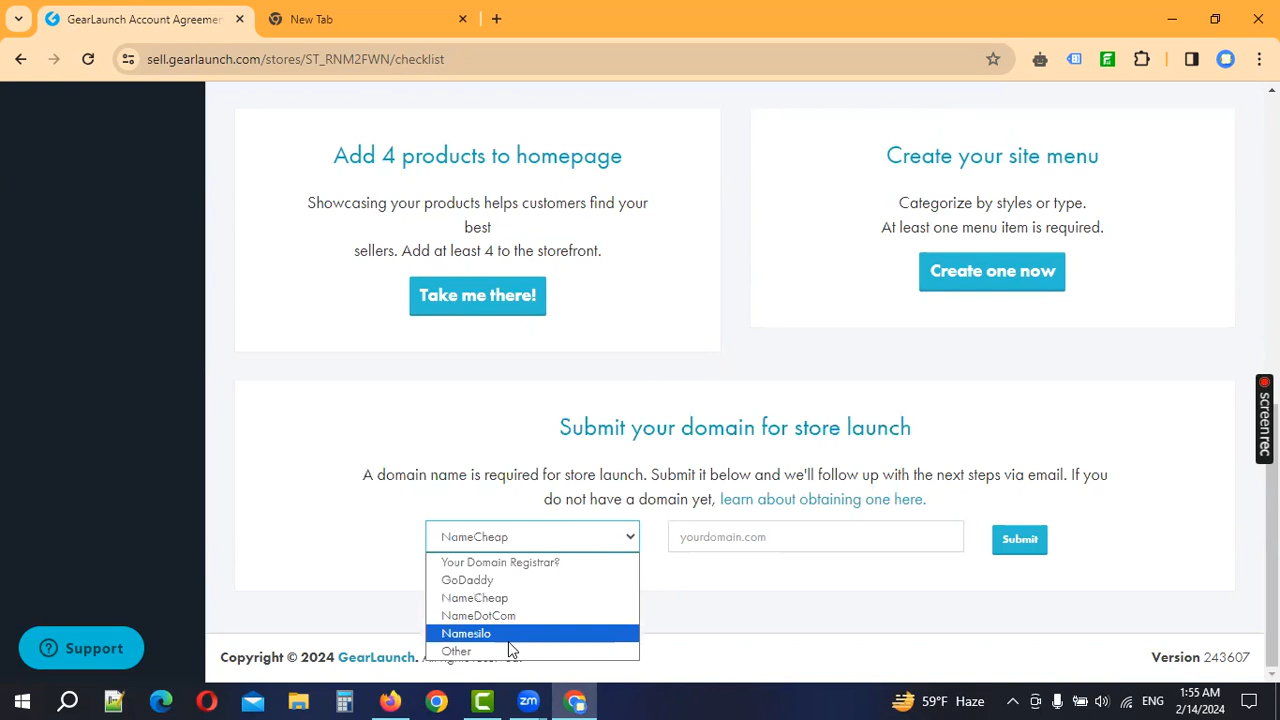 GearLaunch Account Agreemen
New Tab
sell.gearlaunch.com/stores/ST_RNM2FWN/checklist
Add 4 products to homepage
Showcasing your products helps customers find your
best
sellers. Add at least 4 to the storefront.
Take me there!
Create your site menu
Categorize by styles or type.
At least one menu item is required.
Create one now
Submit your domain for store launch
A domain name is required for store launch. Submit it below and we'll follow up with the next steps via email. If you
do not have a domain yet, learn about obtaining one here.
NameCheap
yourdomain.com
Submit
Your Domain Registrar?
GoDaddy
NameCheap
NameDotCom
Namesilo
Other
screen rec
Support
Copyright © 2024 GearLaunch.
Version 243607
zm
59°F Haze
ENG
1:55 AM
2/14/2024